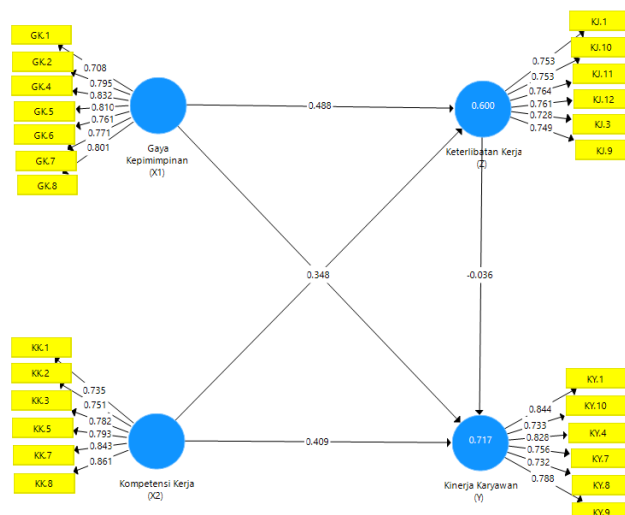 GK.1
GK.2
GK.4
GK.5
GK.6
GK.7
GK.8
0.708
0.795
0.832
0.810
0.761
0.771
0.801
Gaya
Kepimimpinan
(X1)
0.488
0.600
Keterlibatan Kerja
(Z)
0.753
0.753
0.764
0.761
0.728
0.749
KJ.1
KJ.10
KJ.11
KJ.12
KJ.3
KJ.9
0.348
-0.036
KK.1
KK.2
KK.3
KK.5
KK.7
KK.8
0.735
0.751
0.782
0.793
0.843
0.861
Kompetensi Kerja
(X2)
0.409
0.717
Kinerja Karyawan
(Y)
0.844
0.733
0.828
0.756
0.732
0.788
KY.1
KY.10
KY.4
KY.7
KY.8
KY.9